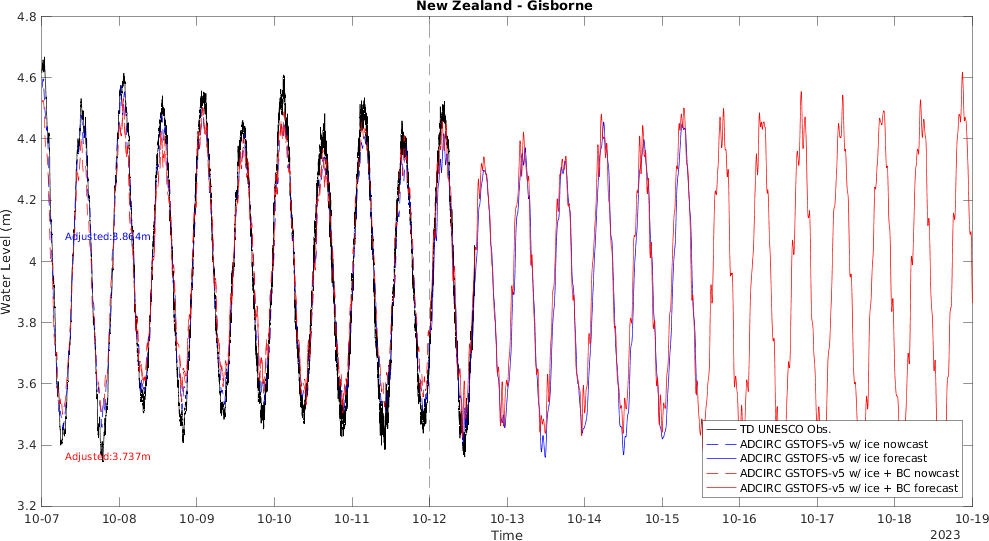 New Zealand - Gisborne
4.8
4.6
4.4
4.2
4
3.8
3.6
3.4
3.2
Water Level (m)
Adjusted:3.864m
Adjusted:3.737m
TD UNESCO Obs.
ADCIRC GSTOFS-v5 w/ ice nowcast
ADCIRC GSTOFS-v5 w/ ice forecast
ADCIRC GSTOFS-v5 w/ ice + BC nowcast
ADCIRC GSTOFS-v5 w/ ice + BC forecast
10-07 10-08 10-09 10-10 10-11 10-12 10-13 10-14 10-15 10-16 10-17 10-18 10-19
Time
2023